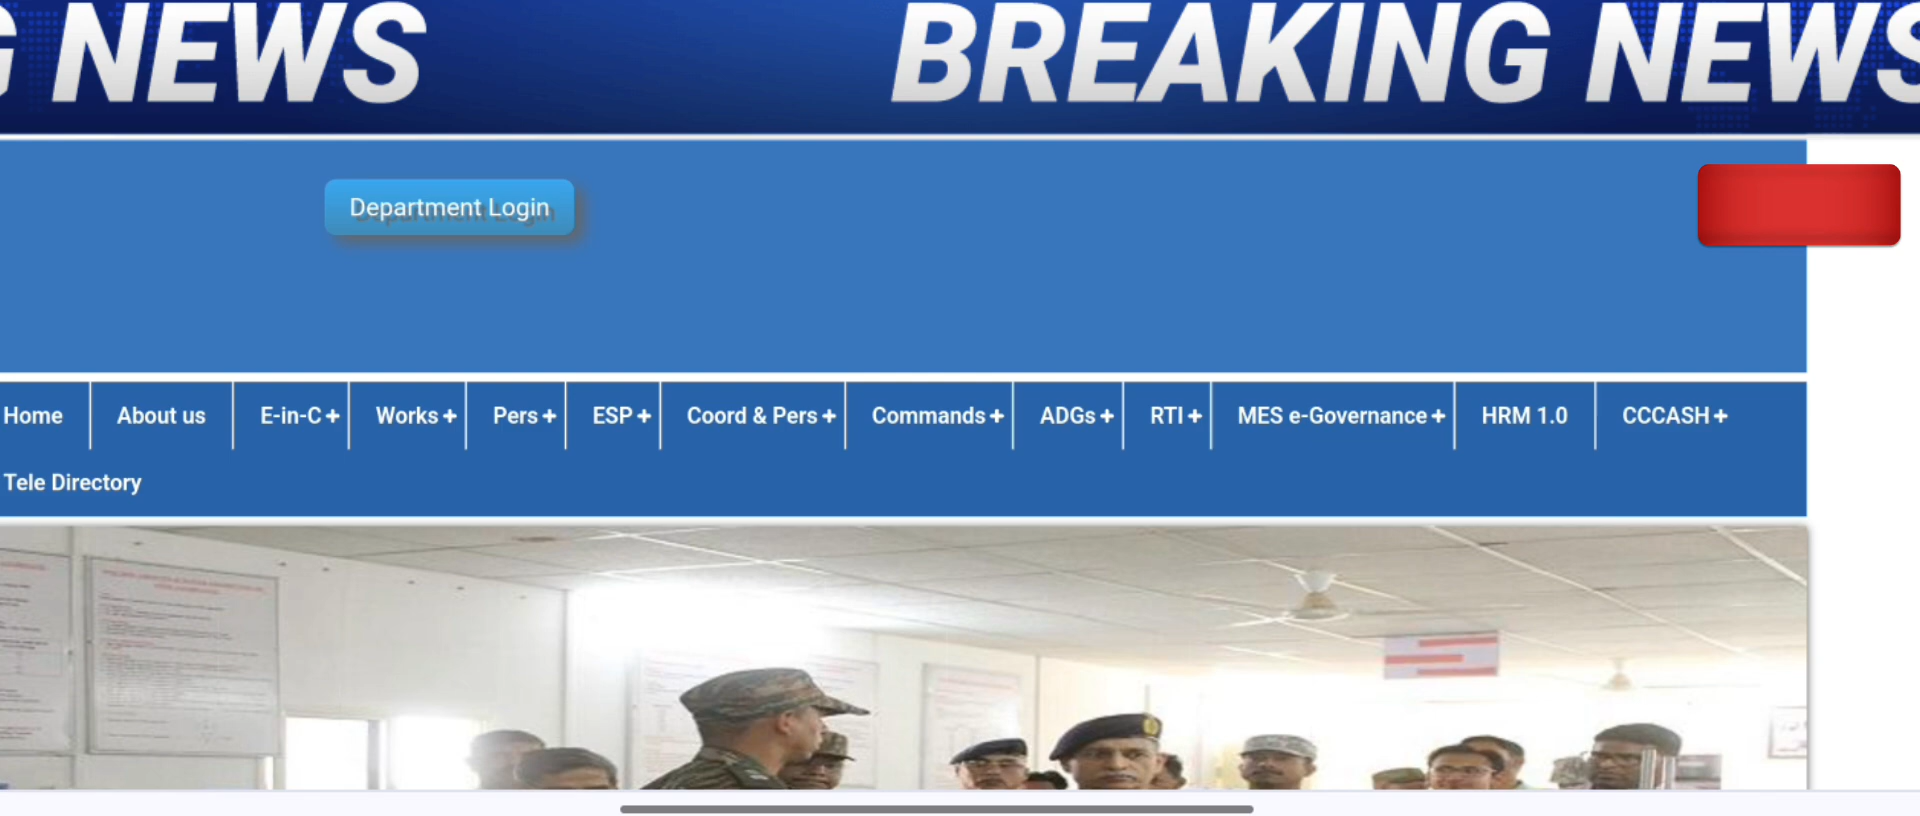 G NEWS BREAKING NEWS
Department Login
Home About us E-in-C+ Works+ Pers+ ESP+ Coord & Pers+ Commands+ ADGs+ RTI+ MES e-Governance+ HRM 1.0 CCCASH+
Tele Directory